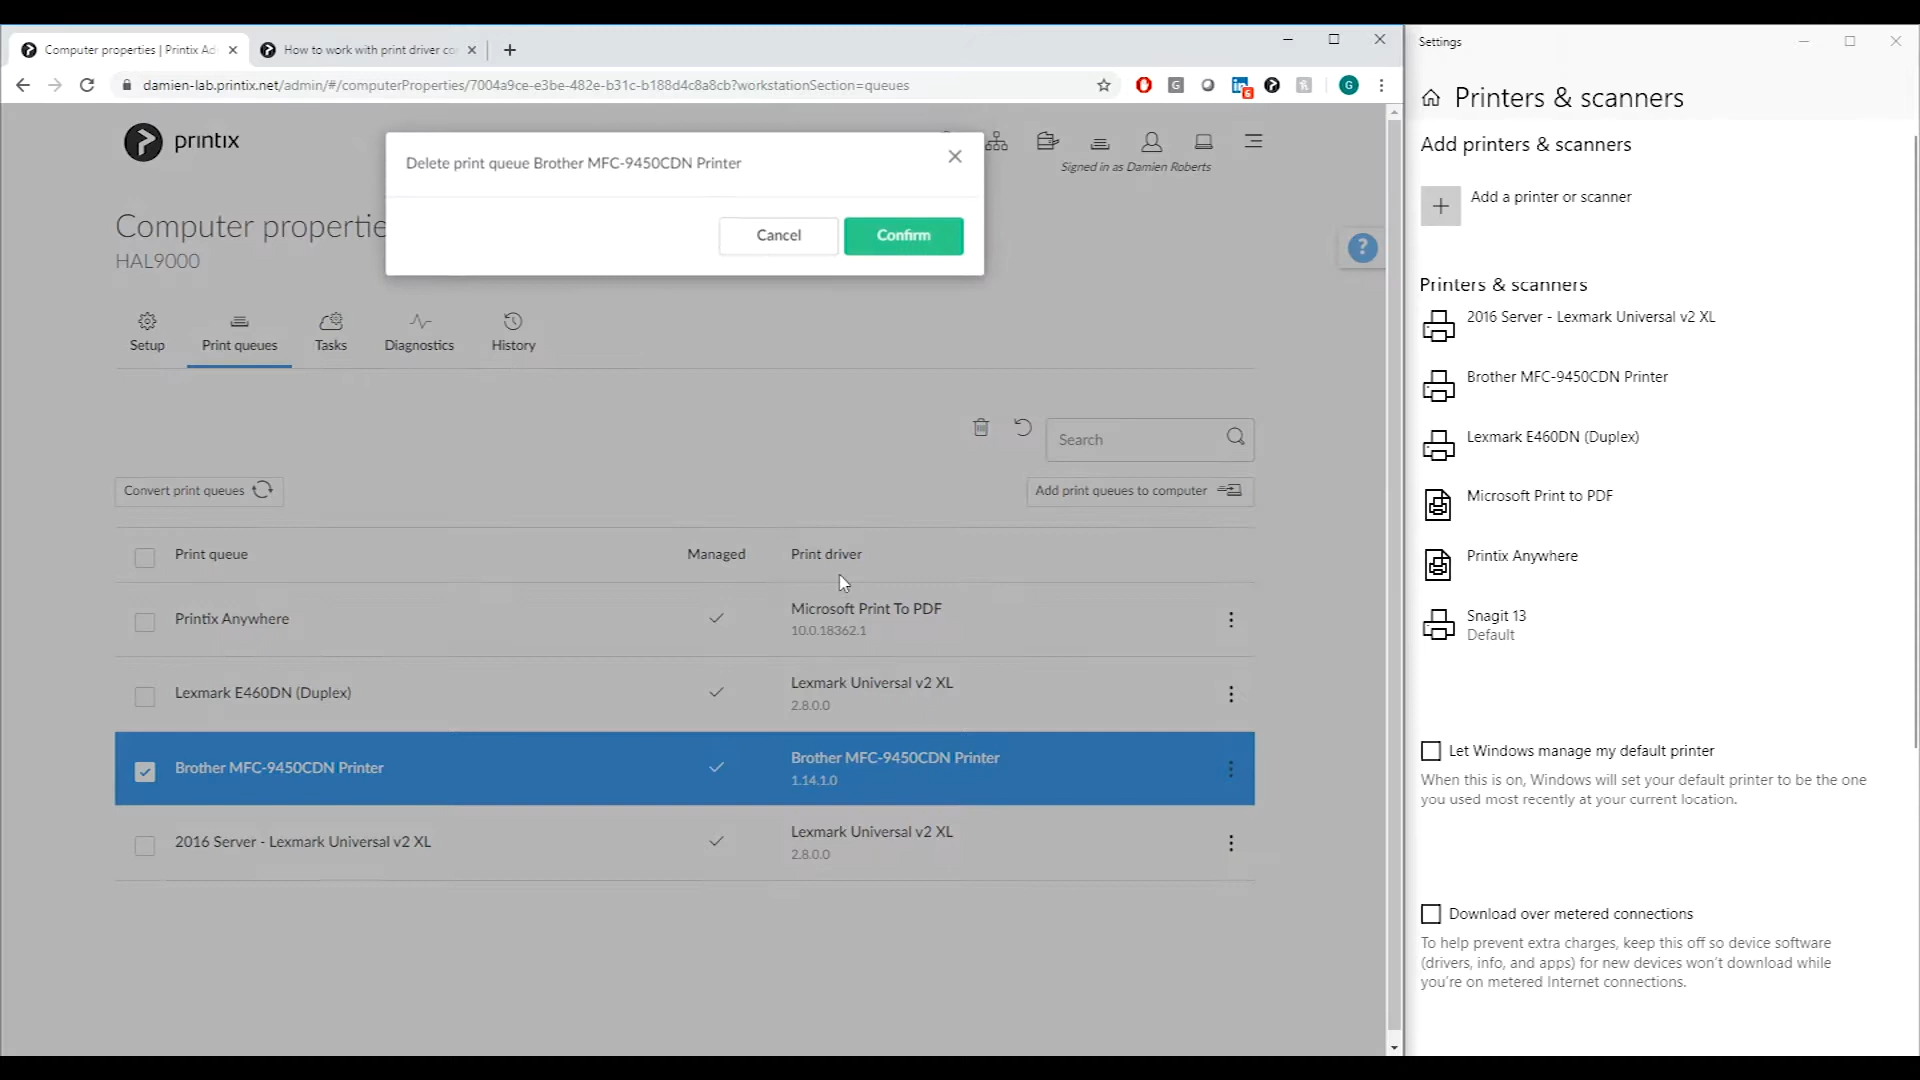 Computer properties | Printix Ad
How to work with print driver co
damien-lab.printix.net/admin/#/computerProperties/7004a9ce-e3be-482e-b31c-b188d4c8a8cb?workstationSection=queues
G
6
G
printix
Signed in as Damien Roberts
Delete print queue Brother MFC-9450CDN Printer
Cancel
Confirm
Computer propertie
HAL9000
?
Setup
Print queues
Tasks
Diagnostics
History
Search
Convert print queues
Add print queues to computer
Print queue
Managed
Print driver
Printix Anywhere
Microsoft Print To PDF
10.0.18362.1
Lexmark E460DN (Duplex)
Lexmark Universal v2 XL
2.8.0.0
Brother MFC-9450CDN Printer
Brother MFC-9450CDN Printer
1.14.1.0
2016 Server - Lexmark Universal v2 XL
Lexmark Universal v2 XL
2.8.0.0
Settings
Printers & scanners
Add printers & scanners
Add a printer or scanner
Printers & scanners
2016 Server - Lexmark Universal v2 XL
Brother MFC-9450CDN Printer
Lexmark E460DN (Duplex)
Microsoft Print to PDF
Printix Anywhere
Snagit 13
Default
Let Windows manage my default printer
When this is on, Windows will set your default printer to be the one
you used most recently at your current location.
Download over metered connections
To help prevent extra charges, keep this off so device software
(drivers, info, and apps) for new devices won't download while
you're on metered Internet connections.